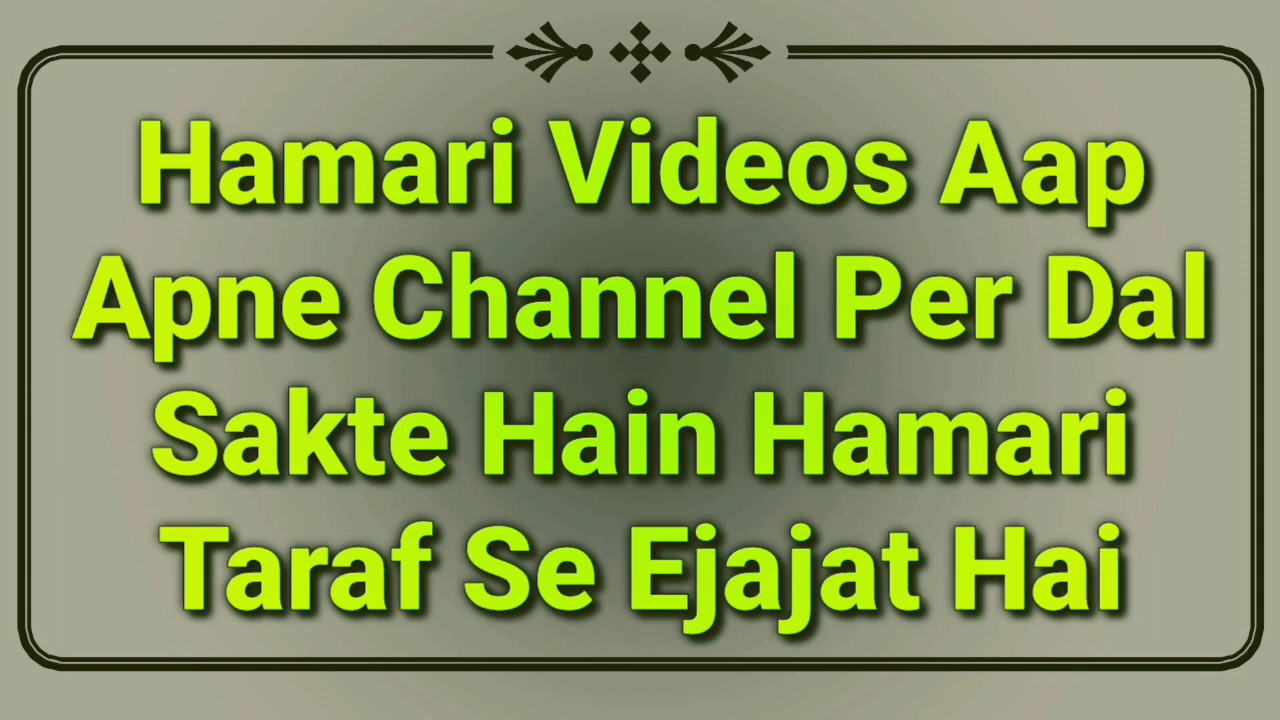 Hamari Videos Aap
Apne Channel Per Dal
Sakte Hain Hamari
Taraf Se Ejajat Hai